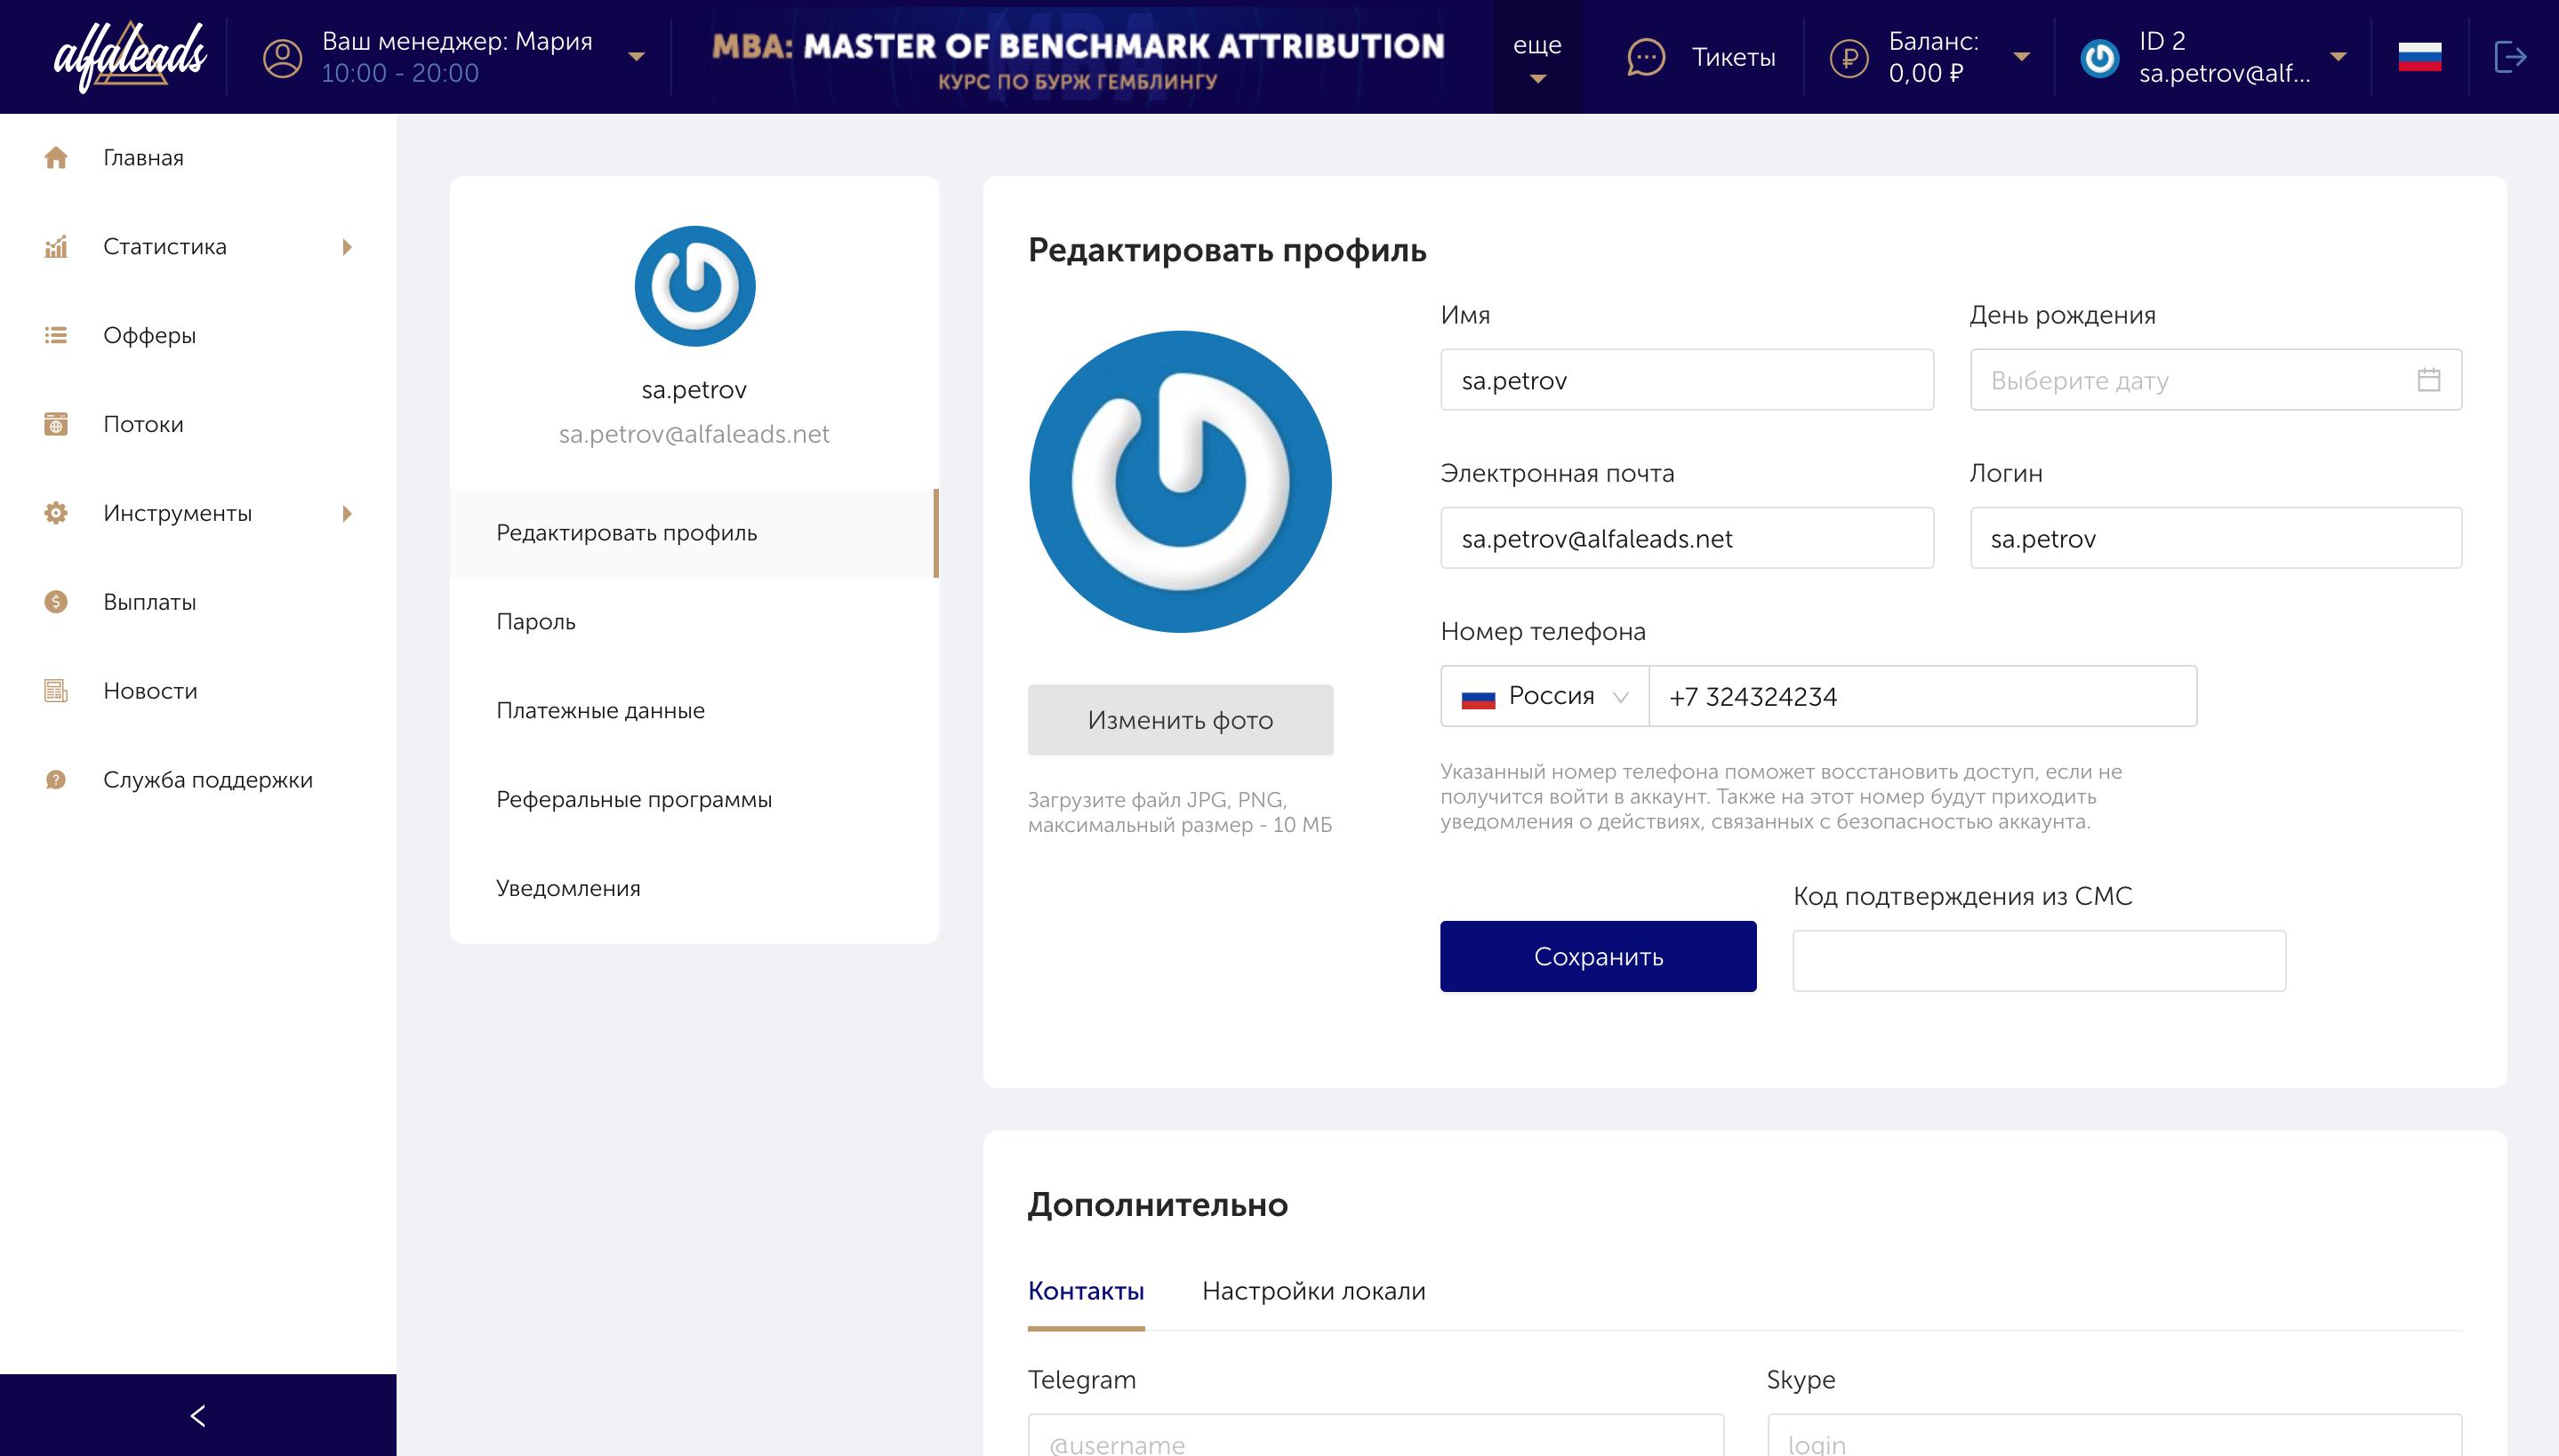 alfaleads
Ваш менеджер: Мария
10:00 - 20:00
MBA: MASTER OF BENCHMARK ATTRIBUTION
КУРС ПО БУРЖ ГЕМБЛИНГУ
еще
Тикеты
Баланс:
0,00 ₽
ID 2
sa.petrov@alf...
Главная
Статистика
Офферы
Потоки
Инструменты
Выплаты
Новости
Служба поддержки
sa.petrov
sa.petrov@alfaleads.net
Редактировать профиль
Пароль
Платежные данные
Реферальные программы
Уведомления
Редактировать профиль
Изменить фото
Загрузите файл JPG, PNG,
максимальный размер - 10 МБ
Имя
sa.petrov
День рождения
Выберите дату
Электронная почта
sa.petrov@alfaleads.net
Логин
sa.petrov
Номер телефона
Россия
+7 324324234
Указанный номер телефона поможет восстановить доступ, если не
получится войти в аккаунт. Также на этот номер будут приходить
уведомления о действиях, связанных с безопасностью аккаунта.
Сохранить
Код подтверждения из СМС
Дополнительно
Контакты
Настройки локали
Telegram
@username
Skype
login